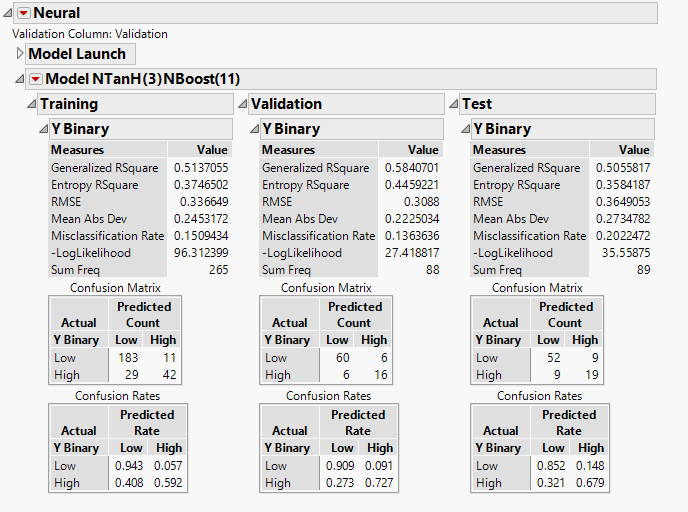 Neural
Validation Column: Validation
Model Launch
Model NTanH(3)NBoost(11)
Training
Y Binary
Measures Value
Generalized RSquare 0.5137055
Entropy RSquare 0.3746502
RMSE 0.336649
Mean Abs Dev 0.2453172
Misclassification Rate 0.1509434
-LogLikelihood 96.312399
Sum Freq 265
Confusion Matrix
Predicted
Actual Count
Y Binary Low High
Low 183 11
High 29 42
Confusion Rates
Predicted
Actual Rate
Y Binary Low High
Low 0.943 0.057
High 0.408 0.592
Validation
Y Binary
Measures Value
Generalized RSquare 0.5840701
Entropy RSquare 0.4459221
RMSE 0.3088
Mean Abs Dev 0.2225034
Misclassification Rate 0.1363636
-LogLikelihood 27.418817
Sum Freq 88
Confusion Matrix
Predicted
Actual Count
Y Binary Low High
Low 60 6
High 6 16
Confusion Rates
Predicted
Actual Rate
Y Binary Low High
Low 0.909 0.091
High 0.273 0.727
Test
Y Binary
Measures Value
Generalized RSquare 0.5055817
Entropy RSquare 0.3584187
RMSE 0.3649053
Mean Abs Dev 0.2734782
Misclassification Rate 0.2022472
-LogLikelihood 35.55875
Sum Freq 89
Confusion Matrix
Predicted
Actual Count
Y Binary Low High
Low 52 9
High 9 19
Confusion Rates
Predicted
Actual Rate
Y Binary Low High
Low 0.852 0.148
High 0.321 0.679